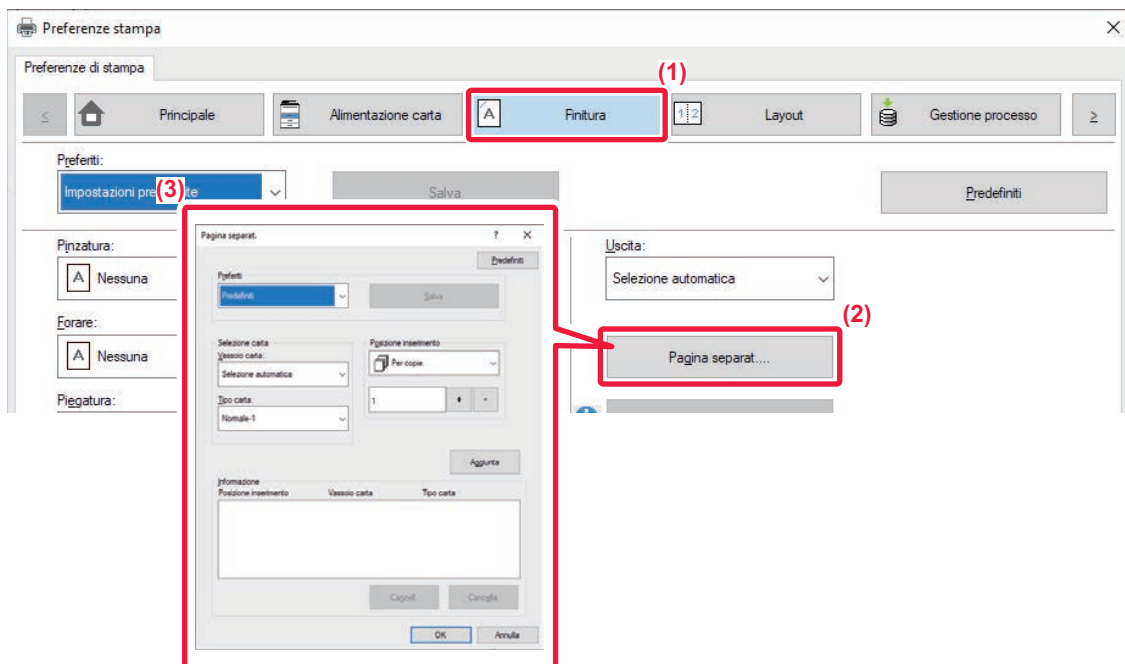 Preferenze stampa
Preferenze di stampa
(1)
≤ Principale Alimentazione carta A Finitura 1 2 Layout Gestione processo ≥
Preferiti:
Impostazioni pre te
(3)
Salva
Predefiniti
Pinzatura:
A Nessuna
Forare:
A Nessuna
Piegatura:
Uscita:
Selezione automatica
(2)
Pagina separat....
Pagina separat. ?
Predefiniti
Preferiti
Predefiniti
Salva
Selezione carta
Vassoio carta:
Selezione automatica
Tipo carta:
Normale-1
Posizione inserimento
Per copie
1 + -
Aggiunta
Informazione
Posizione inserimento Vassoio carta Tipo carta
Cancella
OK Annulla